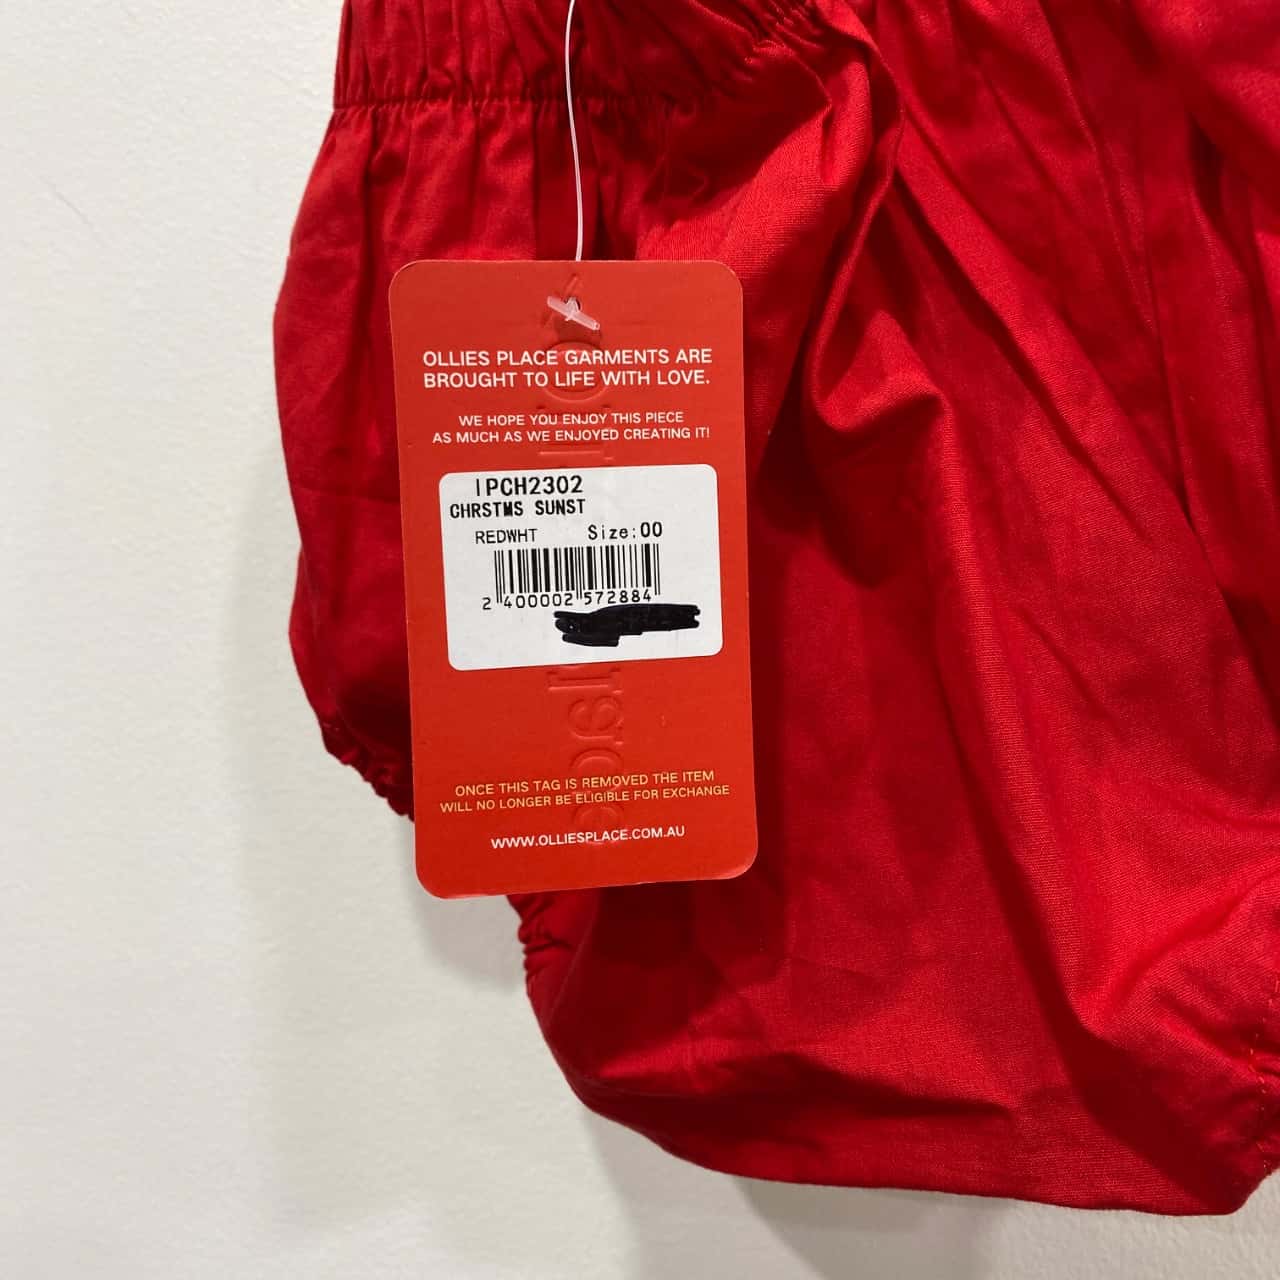 OLLIES PLACE GARMENTS ARE
BROUGHT TO LIFE WITH LOVE.
WE HOPE YOU ENJOY THIS PIECE
AS MUCH AS WE ENJOYED CREATING IT!
IPCH2302
CHRSTMS SUNST
REDWHT Size:00
2 400002 572884
ONCE THIS TAG IS REMOVED THE ITEM
WILL NO LONGER BE ELIGIBLE FOR EXCHANGE
WWW.OLLIESPLACE.COM.AU